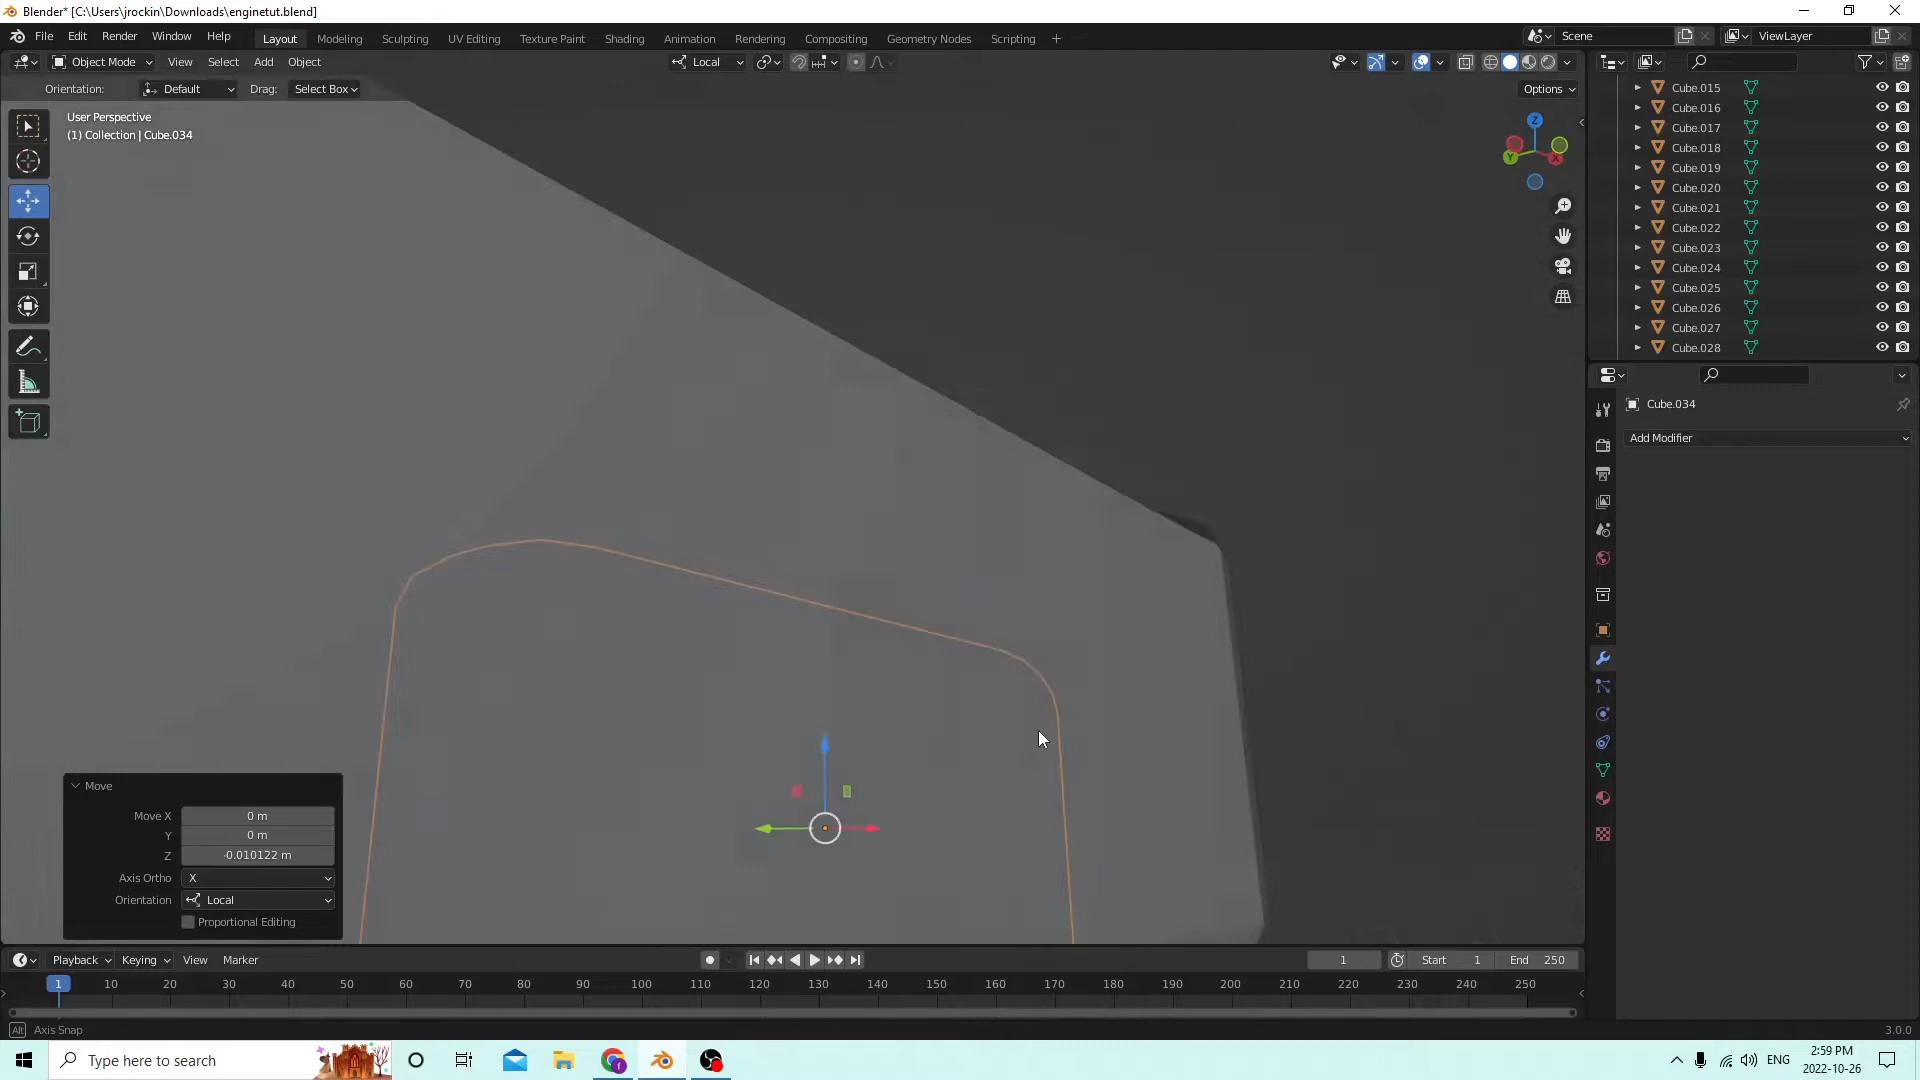 Blender* [C:\Users\jrockin\Downloads\enginetut.blend]
File Edit Render Window Help Layout Modeling Sculpting UV Editing Texture Paint Shading Animation Rendering Compositing Geometry Nodes Scripting + Scene ViewLayer
Object Mode View Select Add Object Local
Orientation: Default Drag: Select Box Options
User Perspective
(1) Collection | Cube.034
Z
Y X
Cube.015
Cube.016
Cube.017
Cube.018
Cube.019
Cube.020
Cube.021
Cube.022
Cube.023
Cube.024
Cube.025
Cube.026
Cube.027
Cube.028
Cube.034
Add Modifier
Move
Move X 0 m
Y 0 m
Z -0.010122 m
Axis Ortho X
Orientation Local
Proportional Editing
Playback Keying View Marker 1 Start 1 End 250
1 10 20 30 40 50 60 70 80 90 100 110 120 130 140 150 160 170 180 190 200 210 220 230 240 250
Alt Axis Snap 3.0.0
Type here to search ENG 2:59 PM
2022-10-26